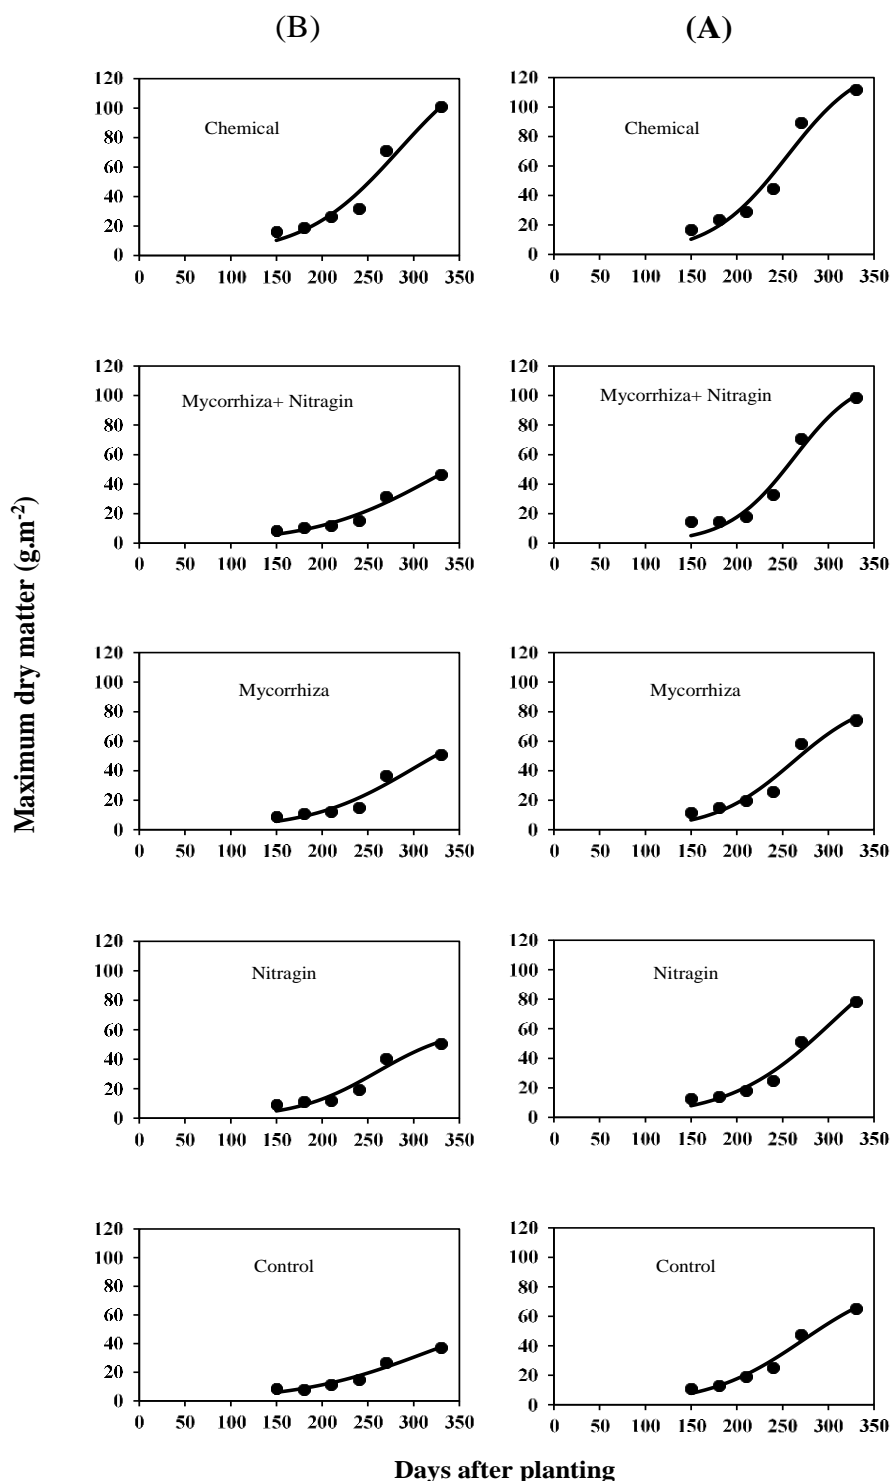 (B) (A)
120 120
100 100
80 80
60 60
40 40
20 20
0 0
Chemical Chemical
0 50 100 150 200 250 300 350 0 50 100 150 200 250 300 350
120 120
100 100
80 80
60 60
40 40
20 20
0 0
Mycorrhiza+ Nitragin Mycorrhiza+ Nitragin
0 50 100 150 200 250 300 350 0 50 100 150 200 250 300 350
120 120
100 100
80 80
60 60
40 40
20 20
0 0
Mycorrhiza Mycorrhiza
0 50 100 150 200 250 300 350 0 50 100 150 200 250 300 350
120 120
100 100
80 80
60 60
40 40
20 20
0 0
Nitragin Nitragin
0 50 100 150 200 250 300 350 0 50 100 150 200 250 300 350
120 120
100 100
80 80
60 60
40 40
20 20
0 0
Control Control
0 50 100 150 200 250 300 350 0 50 100 150 200 250 300 350
Maximum dry matter (g.m⁻²)
Days after planting